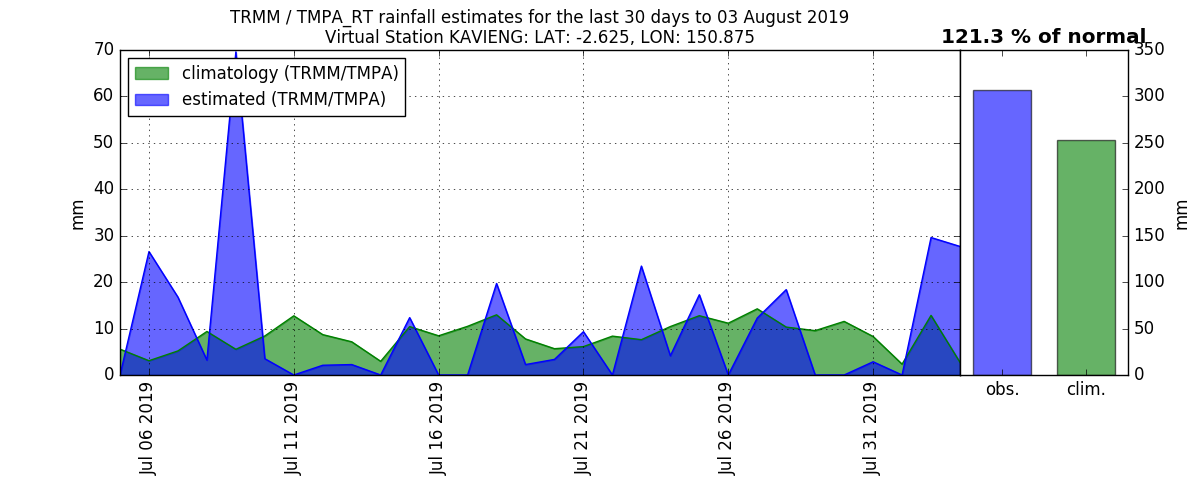 TRMM / TMPA_RT rainfall estimates for the last 30 days to 03 August 2019
Virtual Station KAVIENG: LAT: -2.625, LON: 150.875
121.3 % of normal
climatology (TRMM/TMPA)
estimated (TRMM/TMPA)
70
60
50
40
30
20
10
0
mm
Jul 06 2019
Jul 11 2019
Jul 16 2019
Jul 21 2019
Jul 26 2019
Jul 31 2019
obs.
clim.
350
300
250
200
150
100
50
0
mm